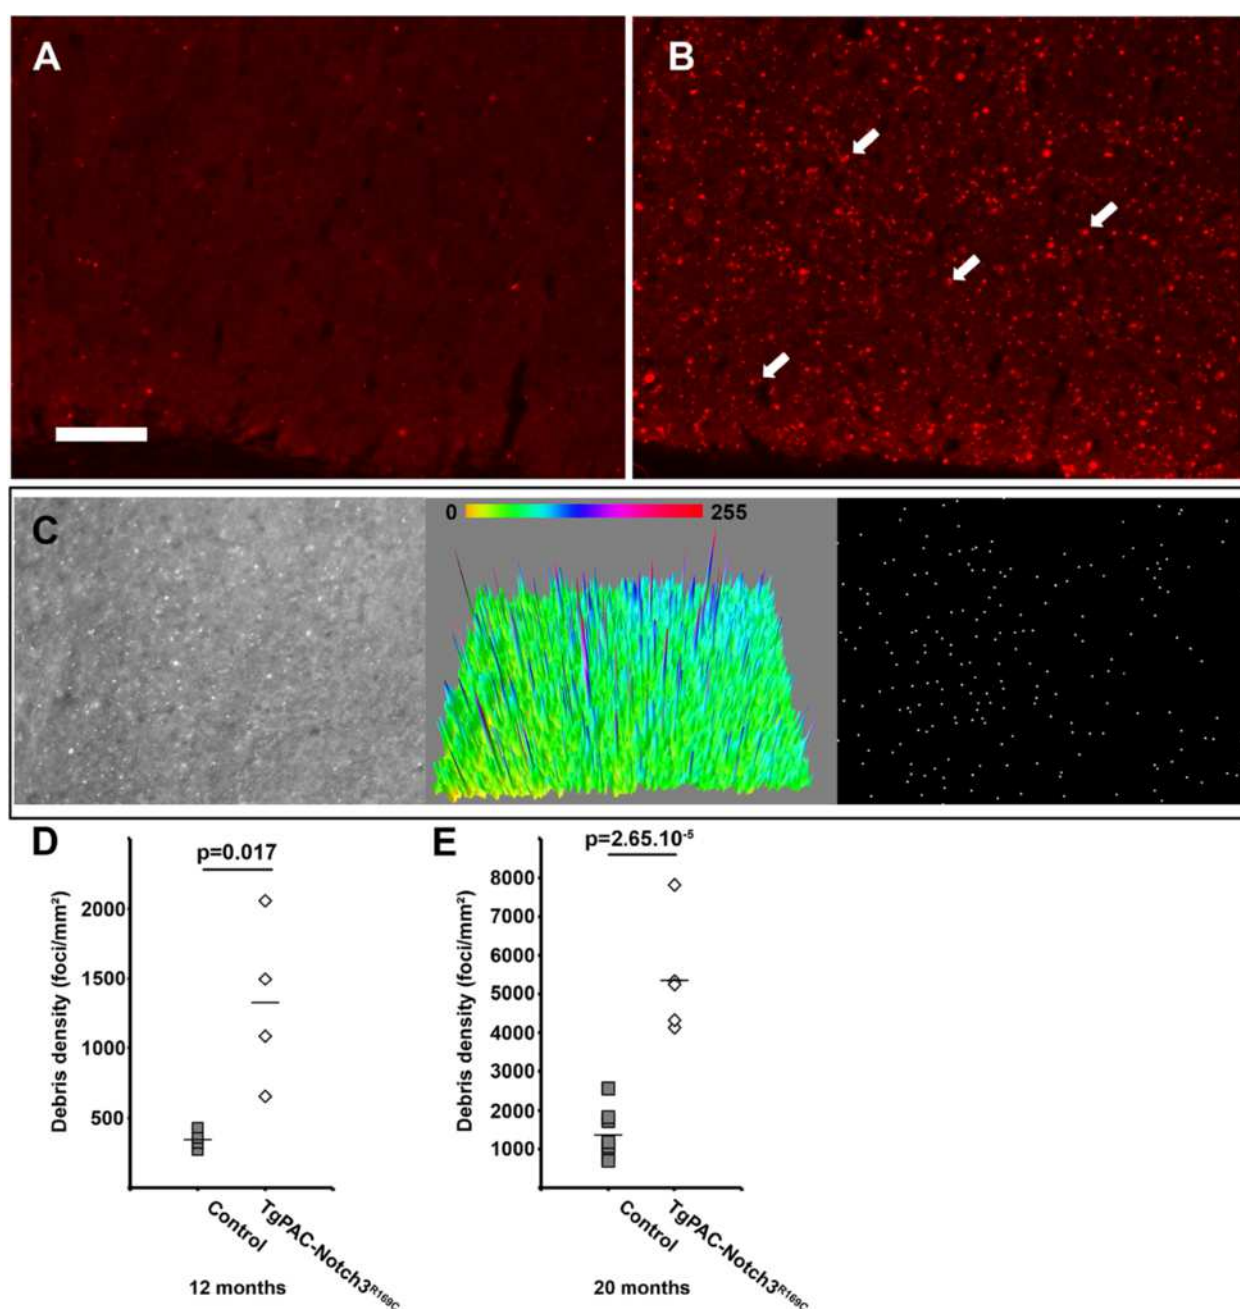 A
B
C
0 255
D
p=0.017
Debris density (foci/mm²)
2000
1500
1000
500
Control
TgPAC-Notch3R169C
12 months
E
p=2.65.10-5
Debris density (foci/mm²)
8000
7000
6000
5000
4000
3000
2000
1000
Control
TgPAC-Notch3R169C
20 months